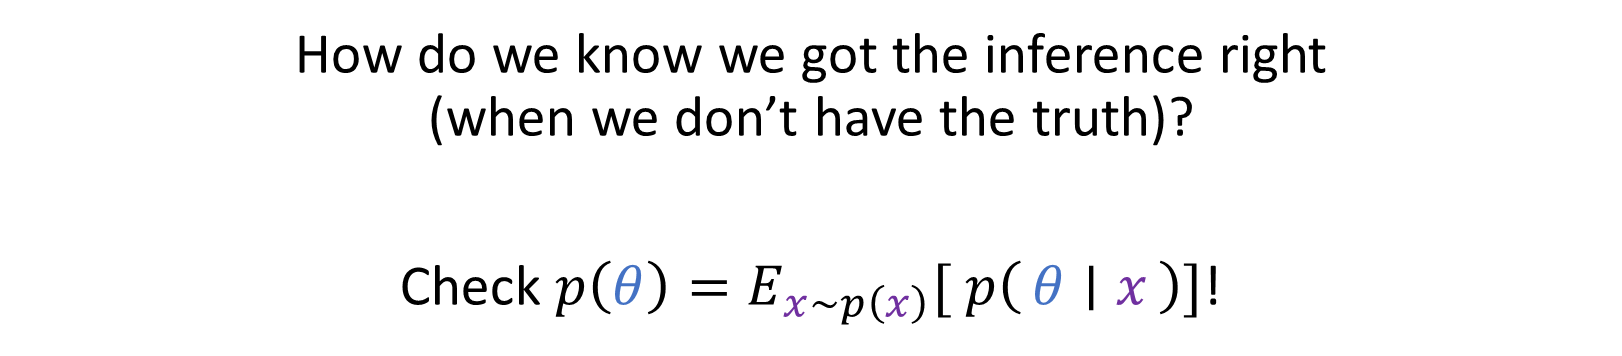 How do we know we got the inference right
(when we don't have the truth)?
Check p(θ) = E_{x~p(x)}[ p( θ | x )]!